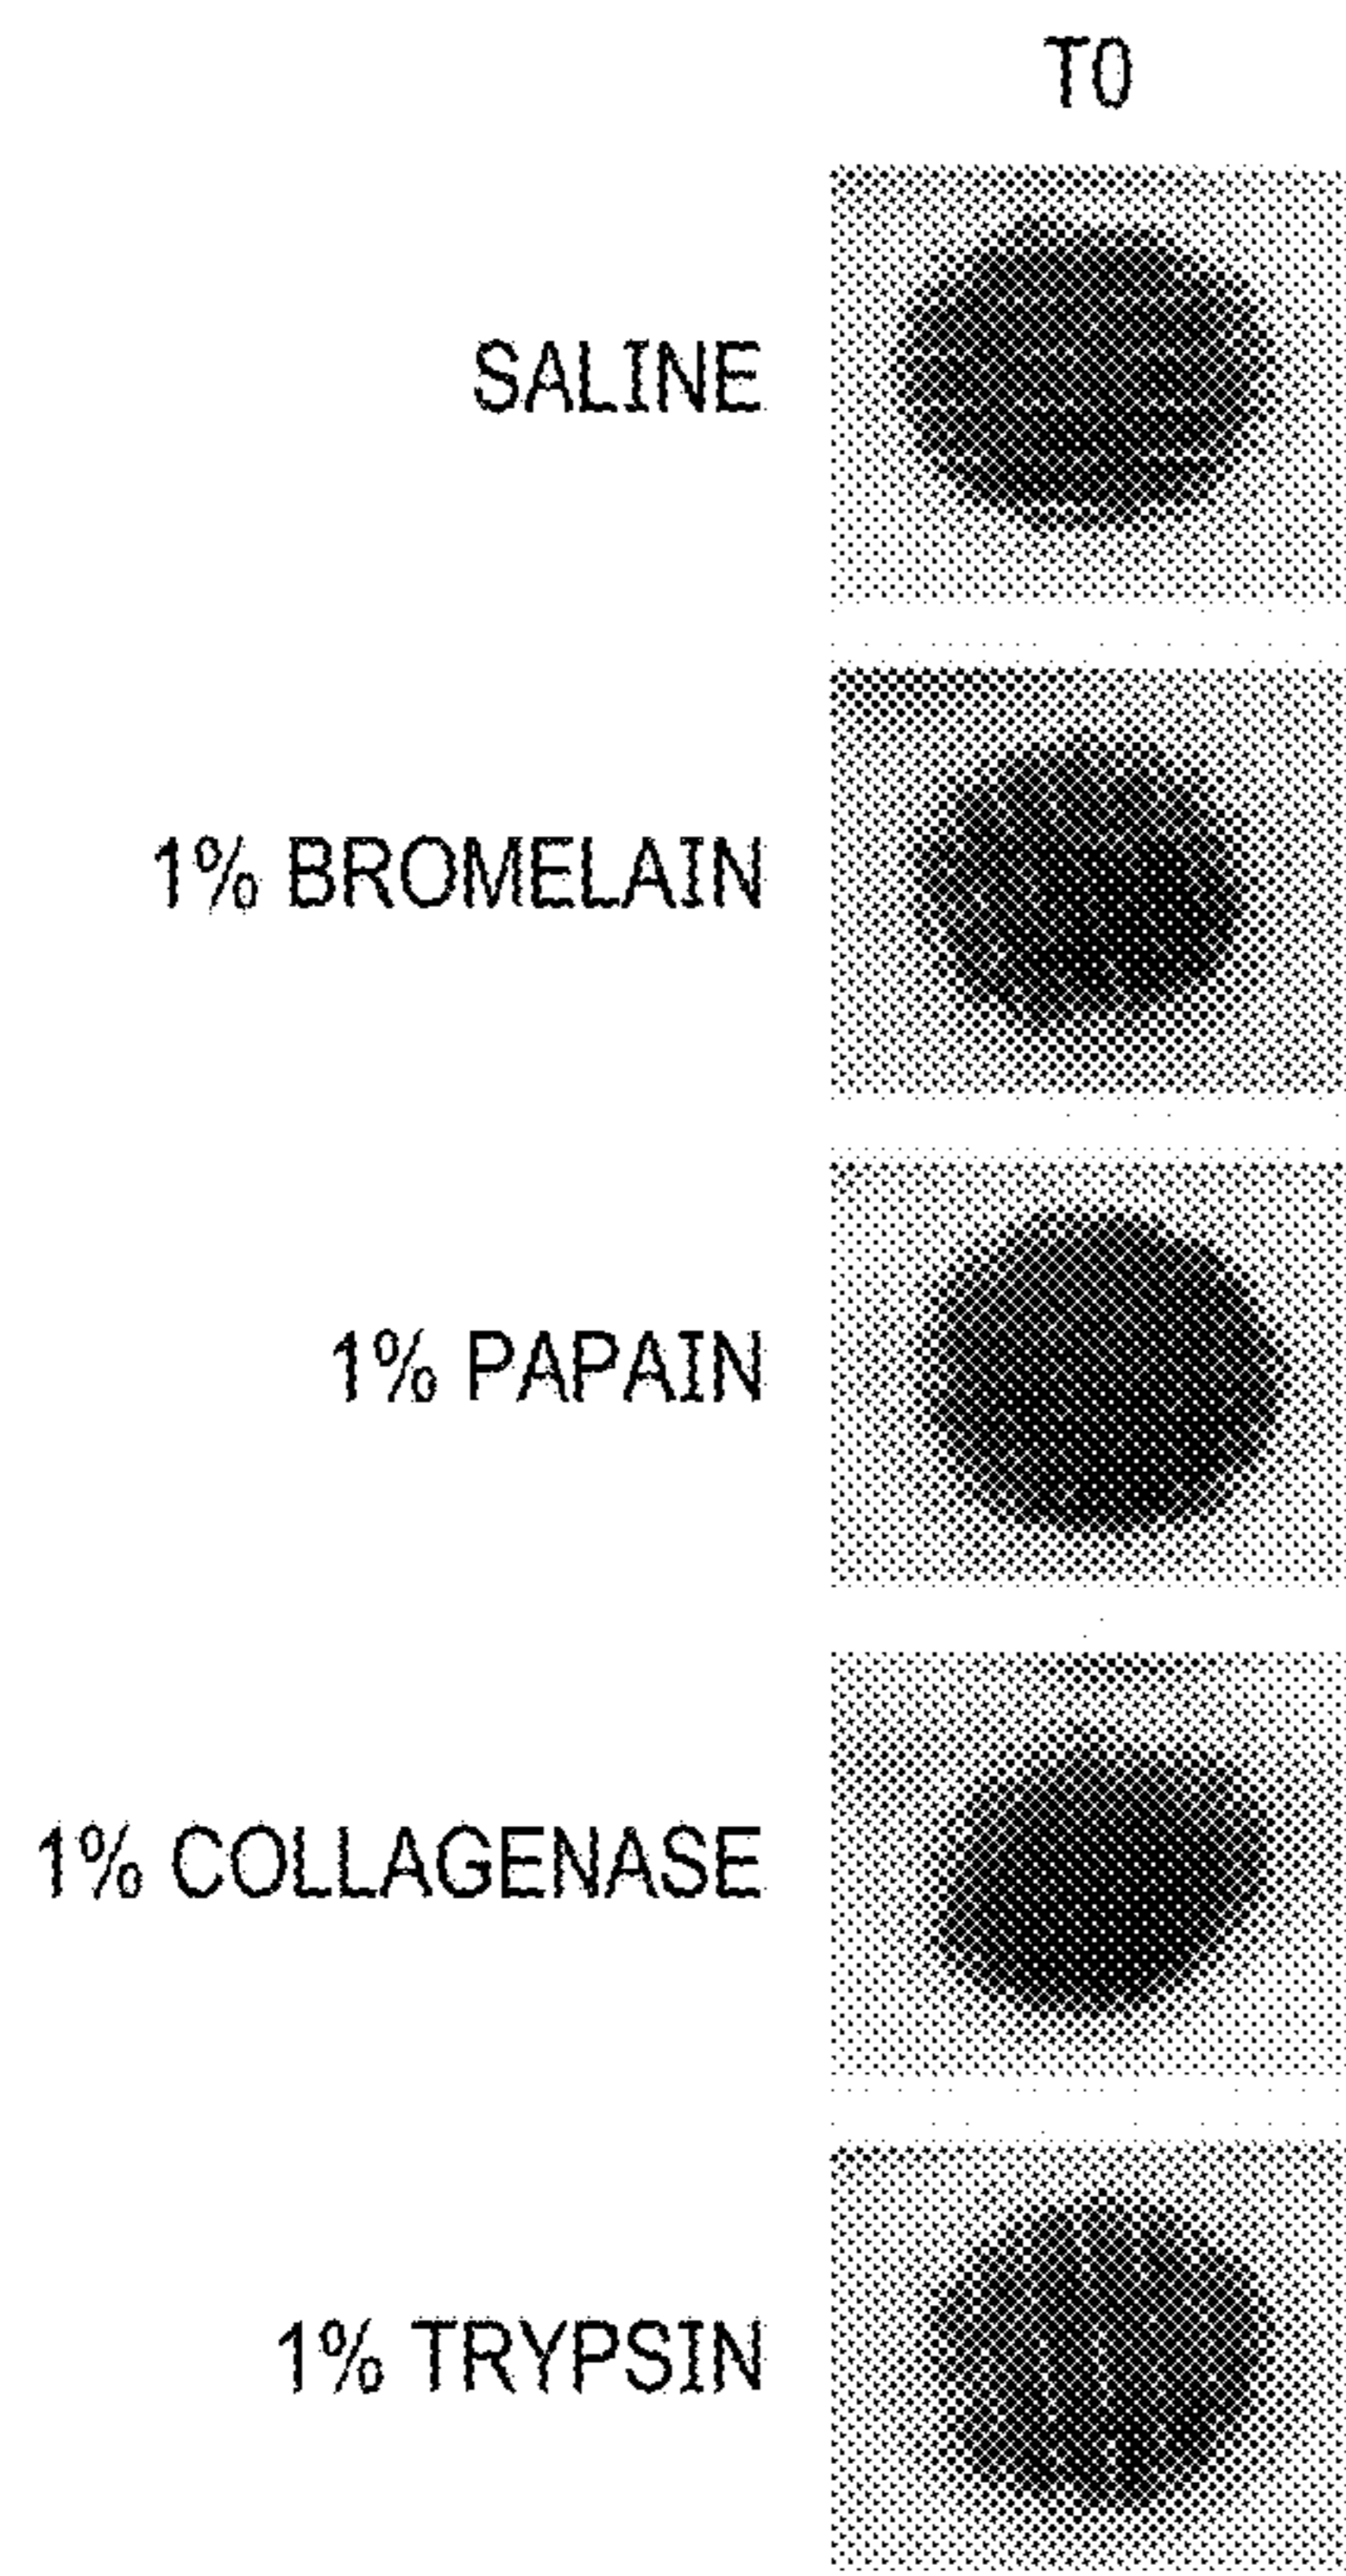 T0
SALINE
1% BROMELAIN
1% PAPAIN
1% COLLAGENASE
1% TRYPSIN